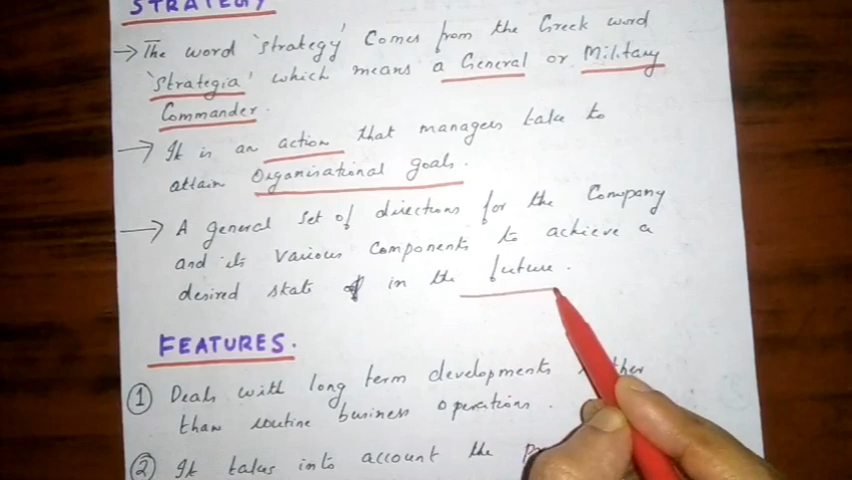 STRATEGY
→ The word 'strategy' Comes from the Greek word
'Strategia' which means a General or Military
Commander.
→ It is an action that managers take to
attain Organisational goals.
→ A general set of directions for the Company
and its various components to achieve a
desired state in the future.
FEATURES.
① Deals with long term developments
than routine business operations.
② It takes into account the